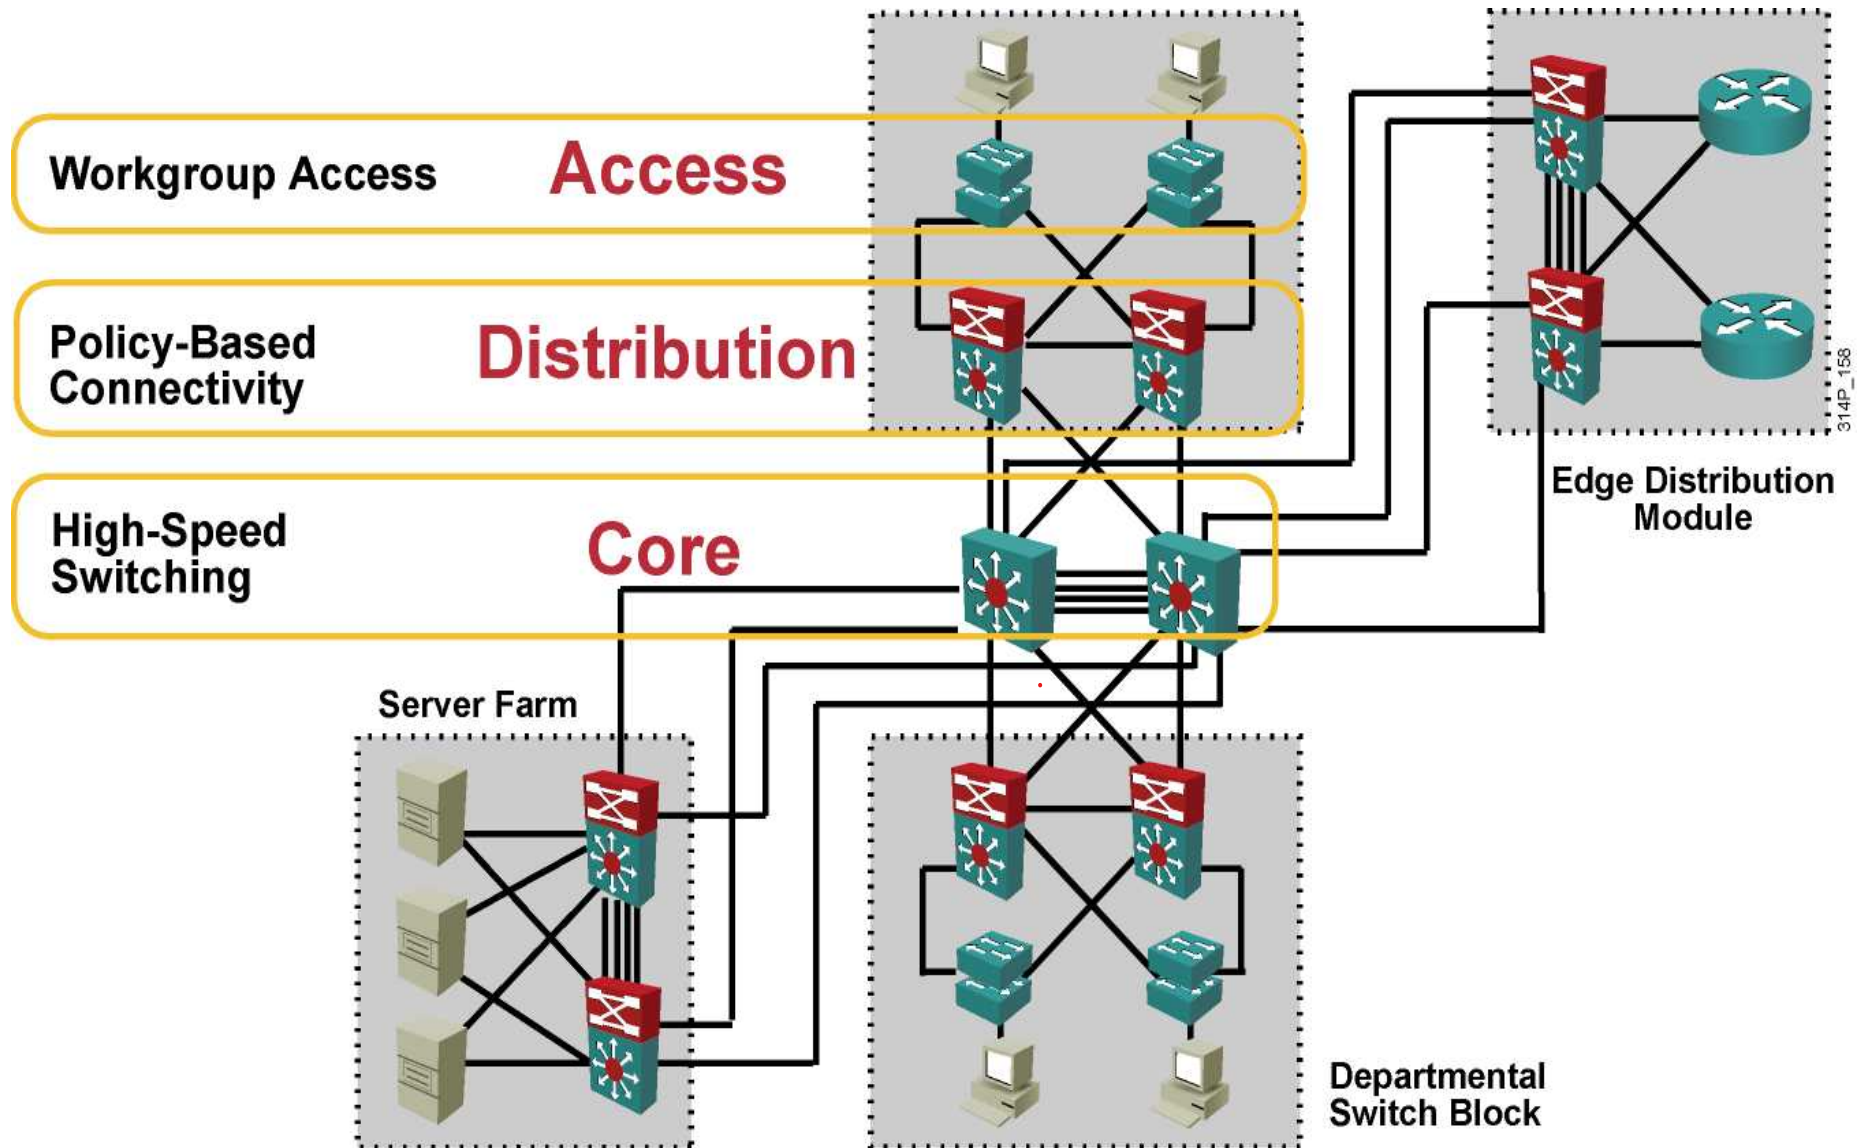 Workgroup Access
Access
Policy-Based
Connectivity
Distribution
High-Speed
Switching
Core
Edge Distribution
Module
314P_158
Server Farm
Departmental
Switch Block